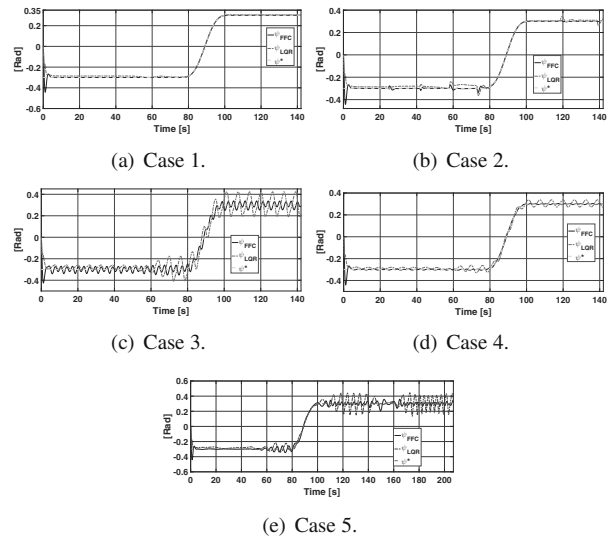 0.35
0.2
0
-0.2
-0.4
-0.6
[Rad]
0 20 40 60 80 100 120 140
Time [s]
ψFFC
ψLQR
ψ*
(a) Case 1.
0.4
0.2
0
-0.2
-0.4
[Rad]
0 20 40 60 80 100 120 140
Time [s]
ψFFC
ψLQR
ψ*
(b) Case 2.
0.4
0.2
0
-0.2
-0.4
[Rad]
0 20 40 60 80 100 120 140
Time [s]
ψFFC
ψLQR
ψ*
(c) Case 3.
0.4
0.2
0
-0.2
-0.4
[Rad]
0 20 40 60 80 100 120 140
Time [s]
ψFFC
ψLQR
ψ*
(d) Case 4.
0.6
0.4
0.2
0
-0.2
-0.4
-0.6
[Rad]
0 20 40 60 80 100 120 140 160 180 200
Time [s]
ψFFC
ψLQR
ψ*
(e) Case 5.